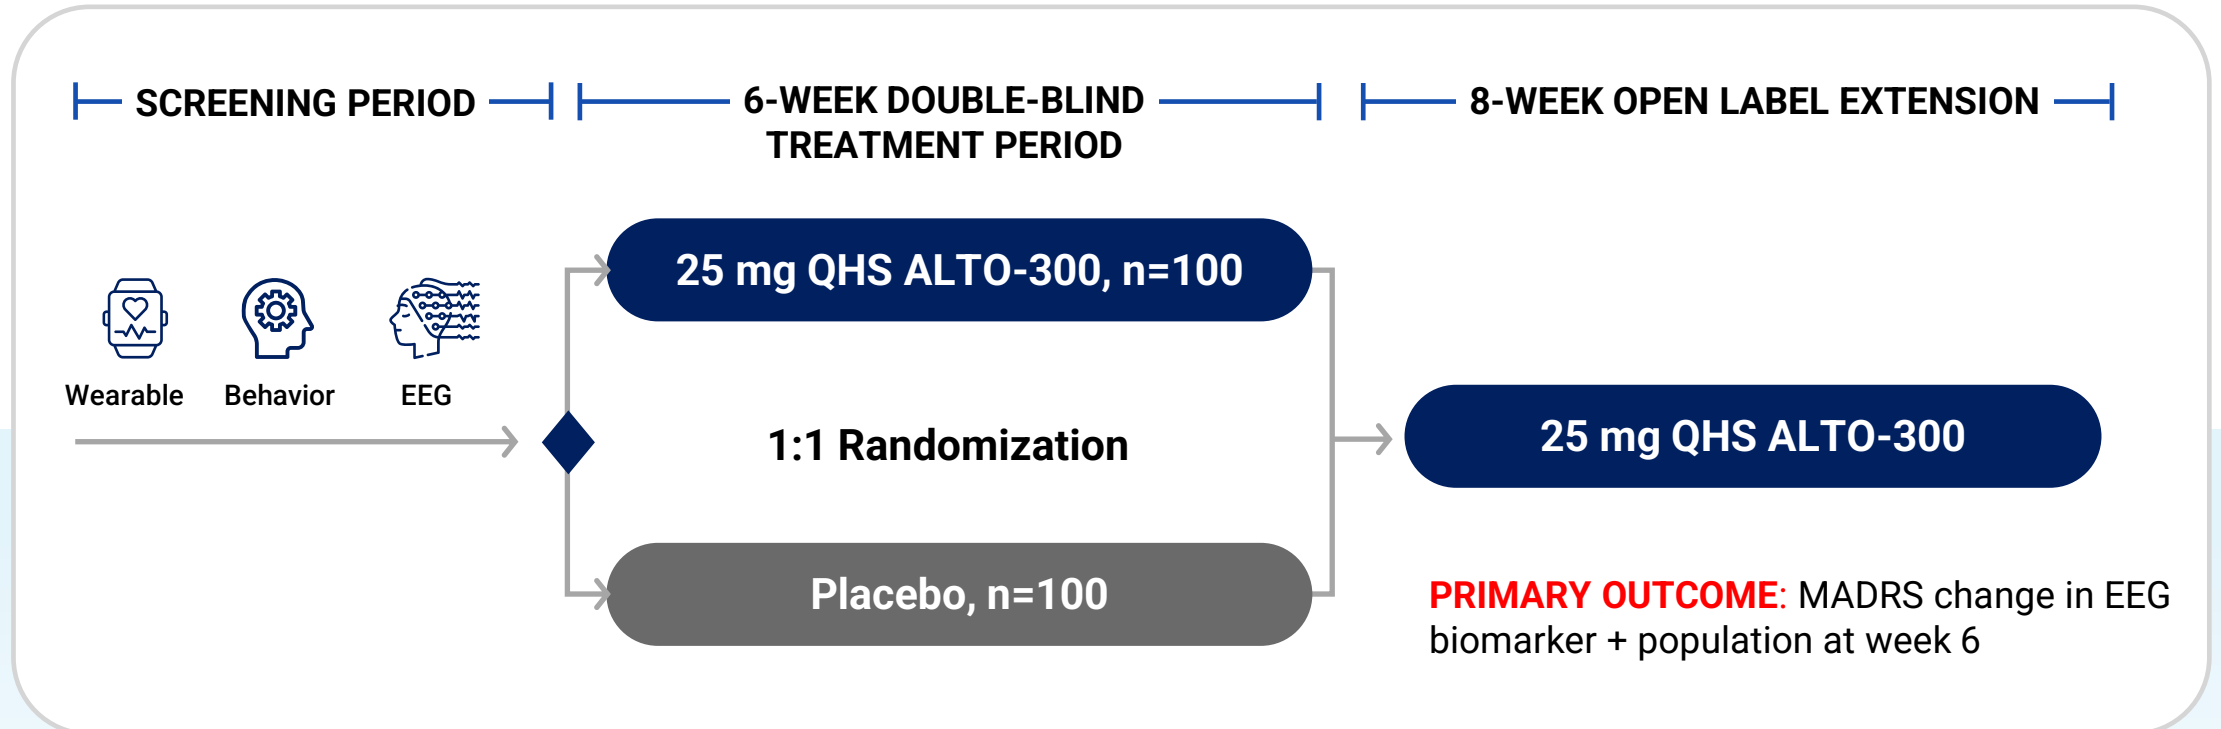 SCREENING PERIOD
6-WEEK DOUBLE-BLIND
TREATMENT PERIOD
8-WEEK OPEN LABEL EXTENSION
25 mg QHS ALTO-300, n=100
Wearable
Behavior
EEG
1:1 Randomization
25 mg QHS ALTO-300
Placebo, n=100
PRIMARY OUTCOME: MADRS change in EEG
biomarker + population at week 6